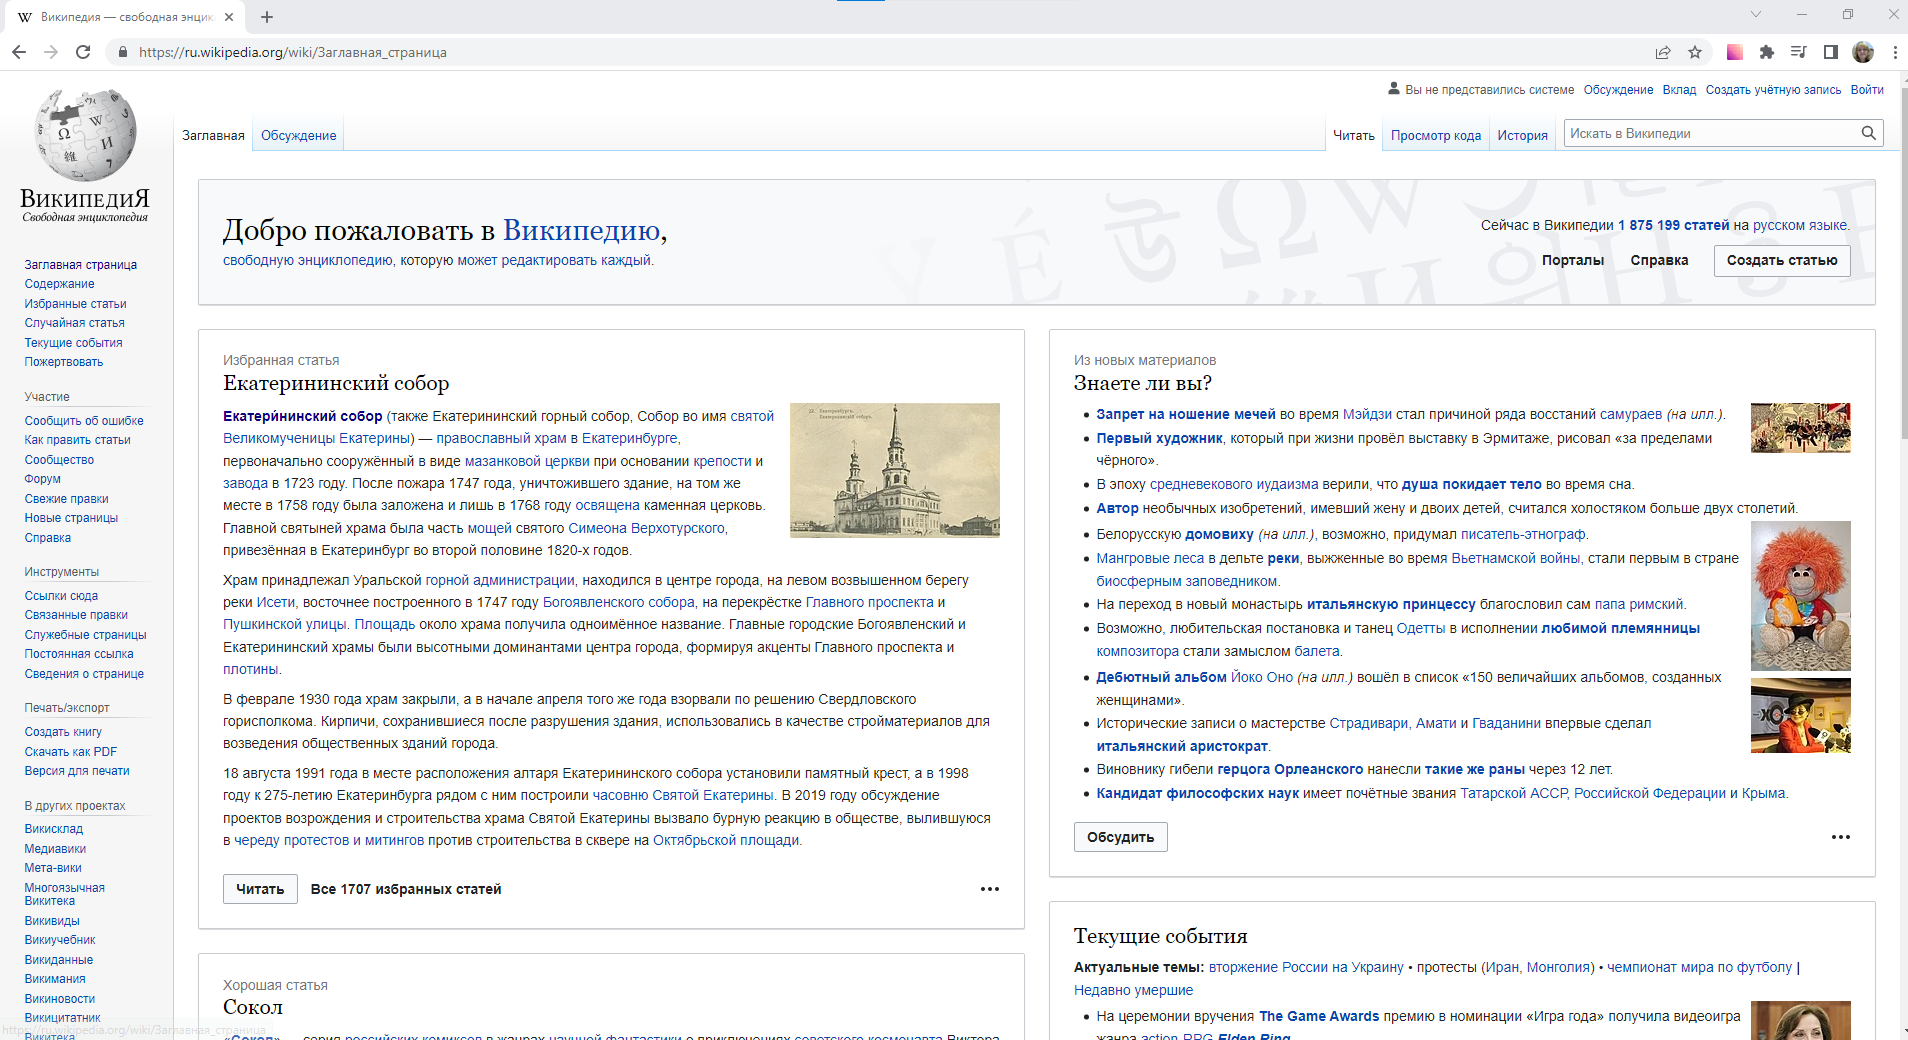 Википедия — свободная энцик
https://ru.wikipedia.org/wiki/Заглавная_страница
Вы не представились системе Обсуждение Вклад Создать учётную запись Войти
ВикипедиЯ
Свободная энциклопедия
Заглавная Обсуждение
Читать Просмотр кода История Искать в Википедии
Заглавная страница
Содержание
Избранные статьи
Случайная статья
Текущие события
Пожертвовать
Участие
Сообщить об ошибке
Как править статьи
Сообщество
Форум
Свежие правки
Новые страницы
Справка
Инструменты
Ссылки сюда
Связанные правки
Служебные страницы
Постоянная ссылка
Сведения о странице
Печать/экспорт
Создать книгу
Скачать как PDF
Версия для печати
В других проектах
Викисклад
Медиавики
Мета-вики
Многоязычная
Викитека
Викивиды
Викиучебник
Викиданные
Викимания
Викиновости
Викицитатник
Викитека
https://ru.wikipedia.org/wiki/Заглавная_страница
Добро пожаловать в Википедию,
свободную энциклопедию, которую может редактировать каждый.
Сейчас в Википедии 1 875 199 статей на русском языке.
Порталы Справка Создать статью
Избранная статья
Екатерининский собор
Екатери́нинский собор (также Екатерининский горный собор, Собор во имя святой
Великомученицы Екатерины) — православный храм в Екатеринбурге,
первоначально сооружённый в виде мазанковой церкви при основании крепости и
завода в 1723 году. После пожара 1747 года, уничтожившего здание, на том же
месте в 1758 году была заложена и лишь в 1768 году освящена каменная церковь.
Главной святыней храма была часть мощей святого Симеона Верхотурского,
привезённая в Екатеринбург во второй половине 1820-х годов.
Храм принадлежал Уральской горной администрации, находился в центре города, на левом возвышенном берегу
реки Исети, восточнее построенного в 1747 году Богоявленского собора, на перекрёстке Главного проспекта и
Пушкинской улицы. Площадь около храма получила одноимённое название. Главные городские Богоявленский и
Екатерининский храмы были высотными доминантами центра города, формируя акценты Главного проспекта и
плотины.
В феврале 1930 года храм закрыли, а в начале апреля того же года взорвали по решению Свердловского
горисполкома. Кирпичи, сохранившиеся после разрушения здания, использовались в качестве стройматериалов для
возведения общественных зданий города.
18 августа 1991 года в месте расположения алтаря Екатерининского собора установили памятный крест, а в 1998
году к 275-летию Екатеринбурга рядом с ним построили часовню Святой Екатерины. В 2019 году обсуждение
проектов возрождения и строительства храма Святой Екатерины вызвало бурную реакцию в обществе, вылившуюся
в череду протестов и митингов против строительства в сквере на Октябрьской площади.
Читать Все 1707 избранных статей
Хорошая статья
Сокол
«Сокол» — серия российских комиксов в жанрах научной фантастики о приключениях советского космонавта Виктора
Из новых материалов
Знаете ли вы?
Запрет на ношение мечей во время Мэйдзи стал причиной ряда восстаний самураев (на илл.).
Первый художник, который при жизни провёл выставку в Эрмитаже, рисовал «за пределами
чёрного».
В эпоху средневекового иудаизма верили, что душа покидает тело во время сна.
Автор необычных изобретений, имевший жену и двоих детей, считался холостяком больше двух столетий.
Белорусскую домовиху (на илл.), возможно, придумал писатель-этнограф.
Мангровые леса в дельте реки, выжженные во время Вьетнамской войны, стали первым в стране
биосферным заповедником.
На переход в новый монастырь итальянскую принцессу благословил сам папа римский.
Возможно, любительская постановка и танец Одетты в исполнении любимой племянницы
композитора стали замыслом балета.
Дебютный альбом Йоко Оно (на илл.) вошёл в список «150 величайших альбомов, созданных
женщинами».
Исторические записи о мастерстве Страдивари, Амати и Гваданини впервые сделал
итальянский аристократ.
Виновнику гибели герцога Орлеанского нанесли такие же раны через 12 лет.
Кандидат философских наук имеет почётные звания Татарской АССР, Российской Федерации и Крыма.
Обсудить
Текущие события
Актуальные темы: вторжение России на Украину • протесты (Иран, Монголия) • чемпионат мира по футболу |
Недавно умершие
На церемонии вручения The Game Awards премию в номинации «Игра года» получила видеоигра
жанра action RPG Elden Ring.